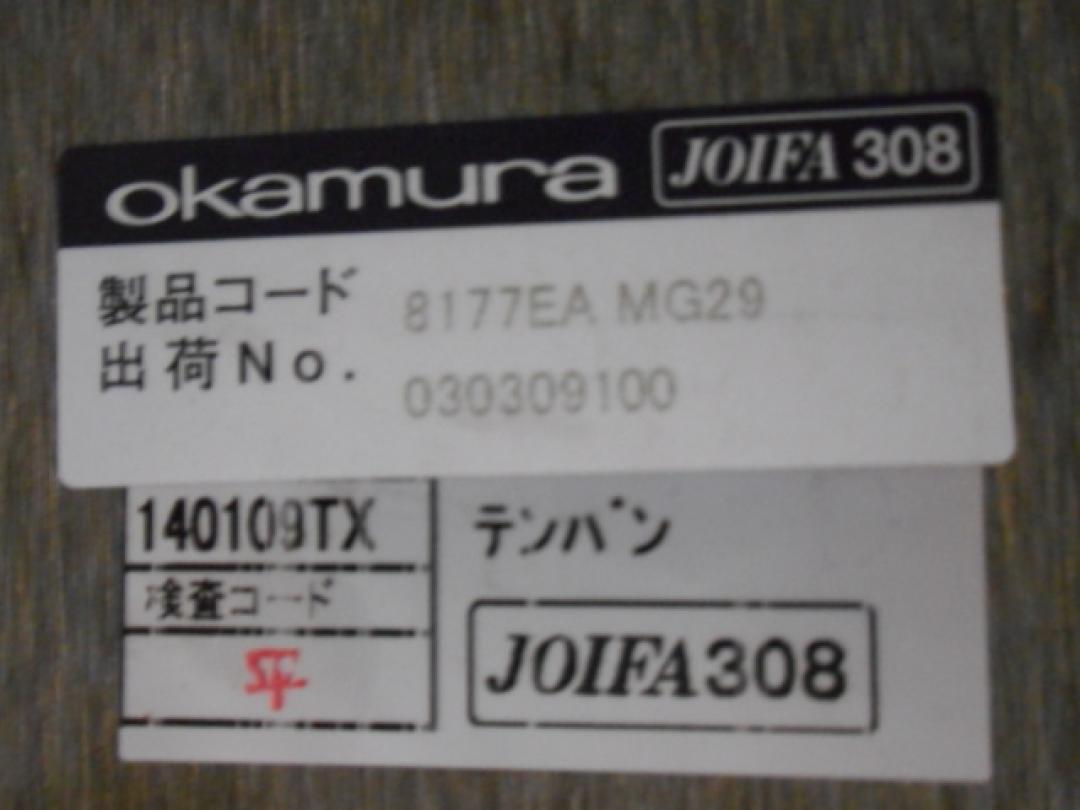 okamura JOIFA 308
製品コード 8177EA MG29
出荷No. 030309100
140109TX テンバン
検査コード
JOIFA308